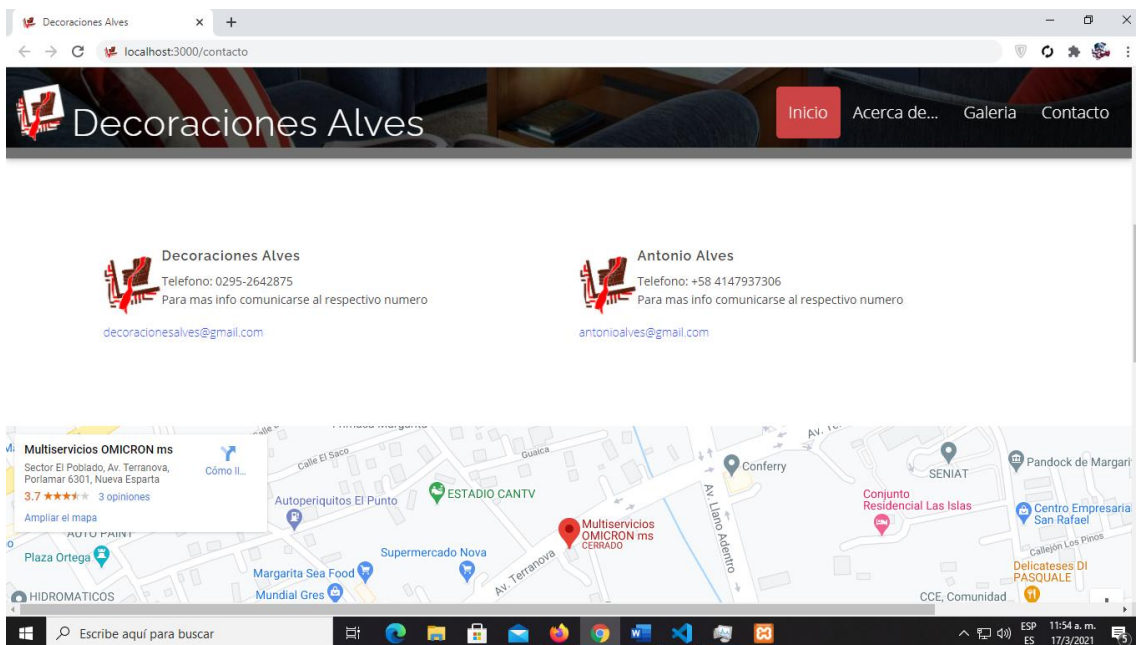 Decoraciones Alves
localhost:3000/contacto
Decoraciones Alves
Inicio
Acerca de...
Galeria
Contacto
Decoraciones Alves
Telefono: 0295-2642875
Para mas info comunicarse al respectivo numero
decoracionesalves@gmail.com
Antonio Alves
Telefono: +58 4147937306
Para mas info comunicarse al respectivo numero
antonioalves@gmail.com
Multiservicios OMICRON ms
Sector El Poblado, Av. Terranova,
Porlamar 6301, Nueva Esparta
3.7
3 opiniones
Ampliar el mapa
Cómo ll...
Calle El Saco
Guaica
Autoperiquitos El Punto
ESTADIO CANTV
Conferry
SENIAT
Pandock de Margari
Av. Llano Adentro
Conjunto
Residencial Las Islas
Centro Empresaria
San Rafael
Multiservicios
OMICRON ms
CERRADO
AUTO PAINT
Plaza Ortega
Supermercado Nova
Callejón Los Pinos
Margarita Sea Food
Av. Terranova
Delicateses DI
PASQUALE
HIDROMATICOS
Mundial Gres
CCE, Comunidad
Escribe aquí para buscar
ESP
ES
11:54 a. m.
17/3/2021
5